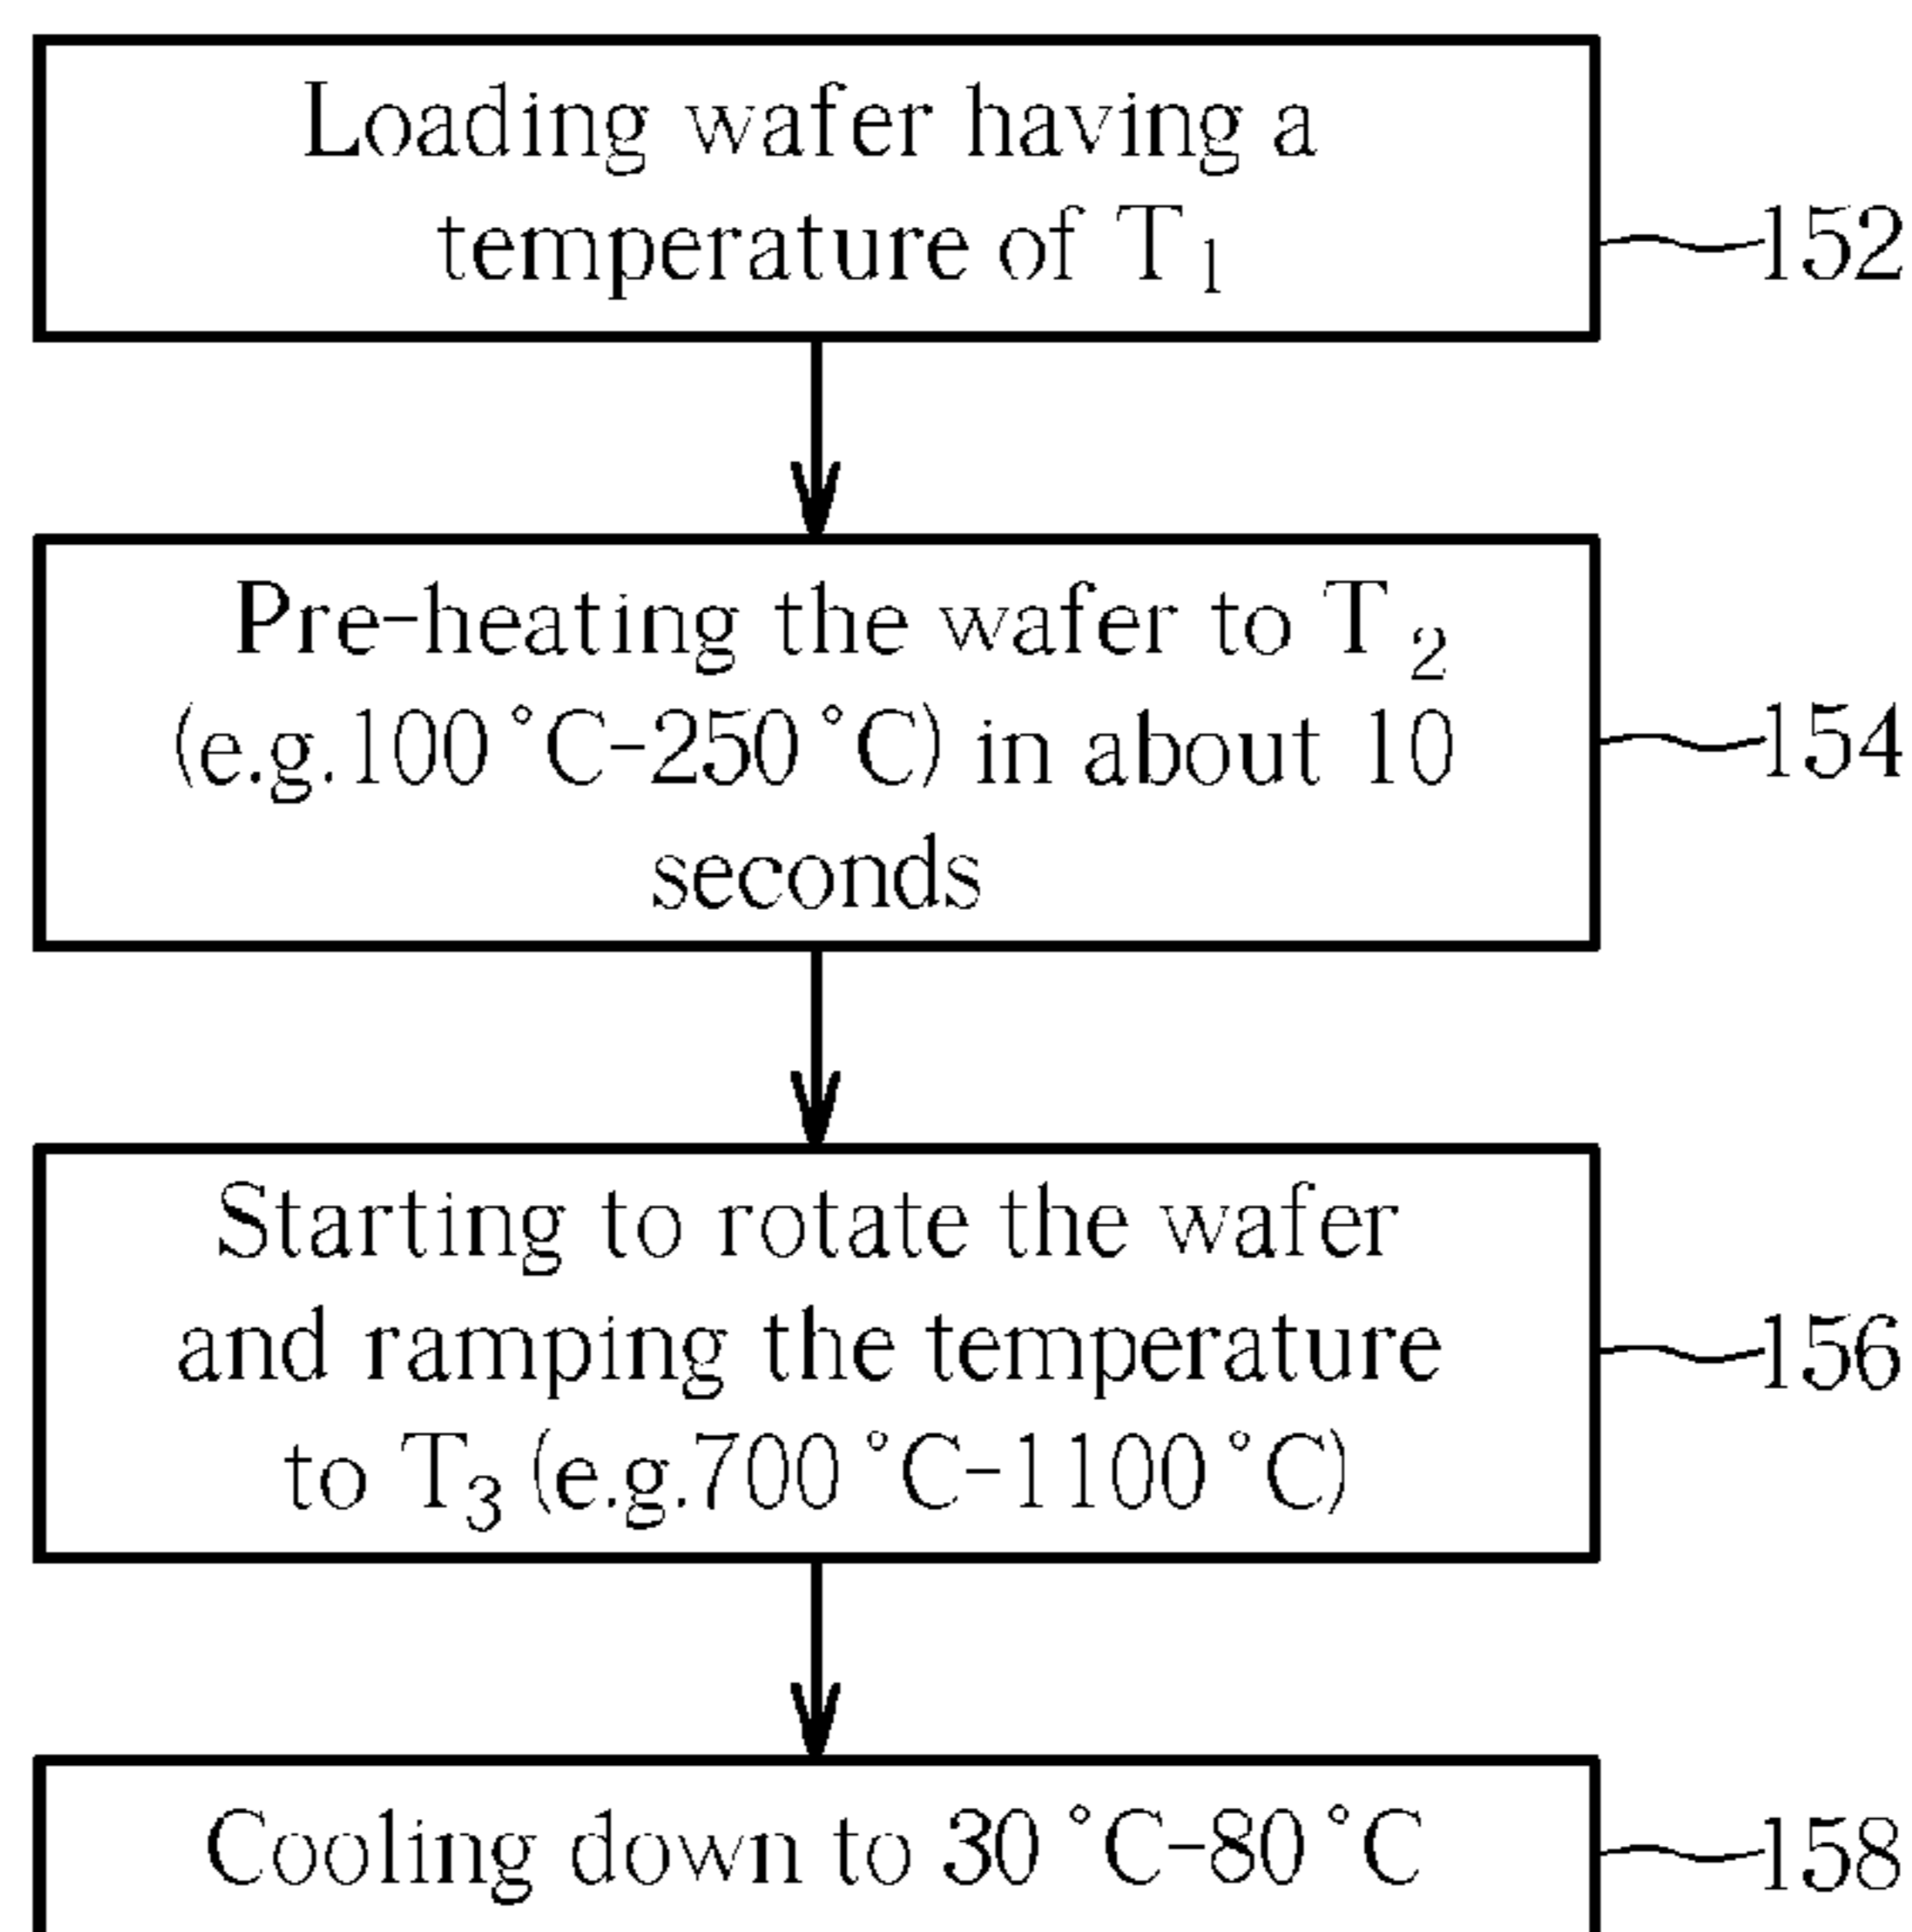 Loading wafer having a
temperature of T₁
152
Pre-heating the wafer to T₂
(e.g.100°C-250°C) in about 10
seconds
154
Starting to rotate the wafer
and ramping the temperature
to T₃ (e.g.700°C-1100°C)
156
Cooling down to 30°C-80°C
158